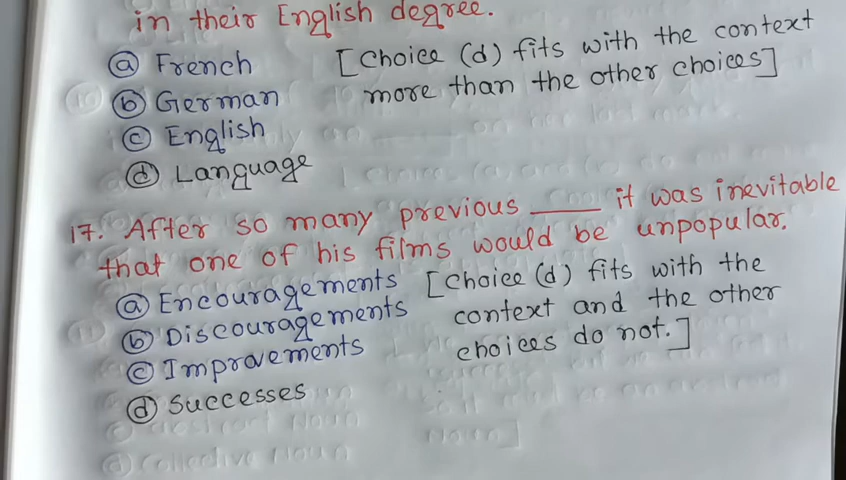 in their English degree.
ⓐ French [Choice (d) fits with the context
ⓑ German more than the other choices]
ⓒ English
ⓓ Language
17. After so many previous _____ it was inevitable
that one of his films would be unpopular.
ⓐ Encouragements [Choice (d) fits with the
ⓑ Discouragements context and the other
ⓒ Improvements choices do not.]
ⓓ Successes